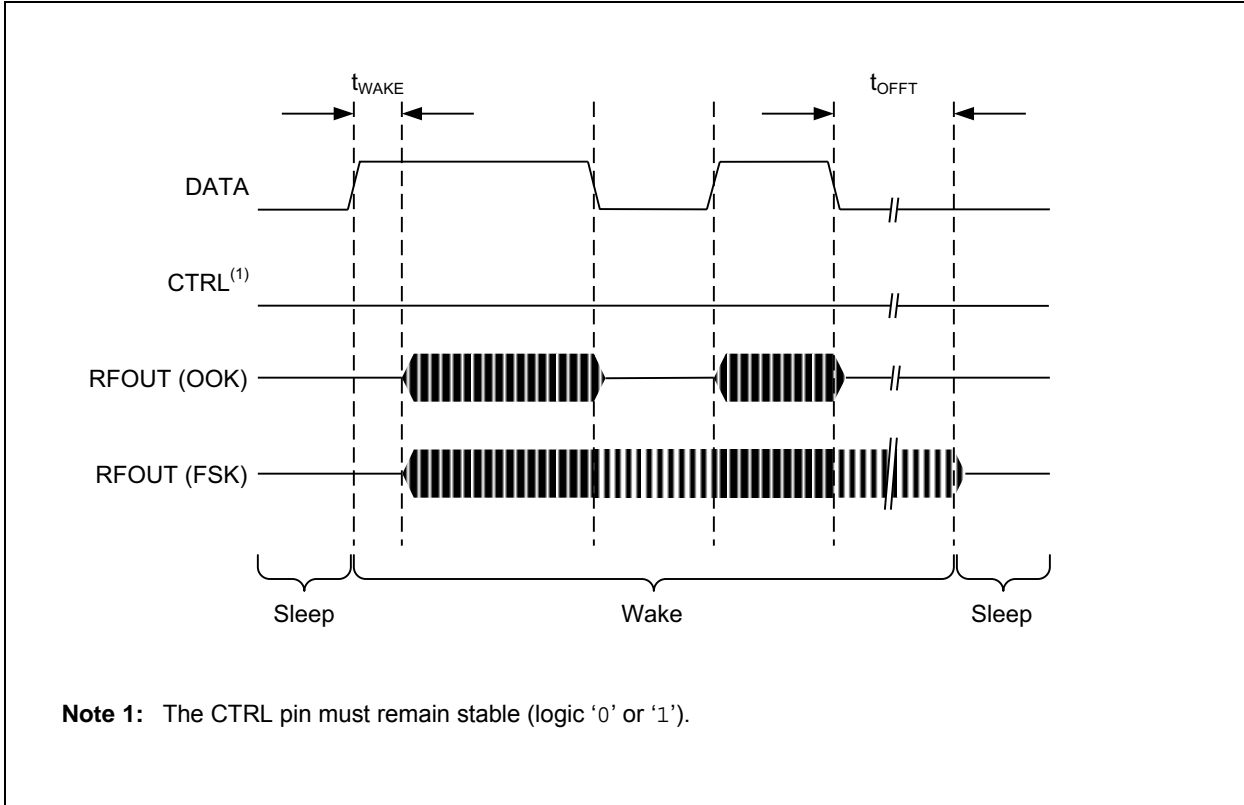 tWAKE
tOFFT
DATA
CTRL(1)
RFOUT (OOK)
RFOUT (FSK)
Sleep
Wake
Sleep
Note 1: The CTRL pin must remain stable (logic ‘0’ or ‘1’).